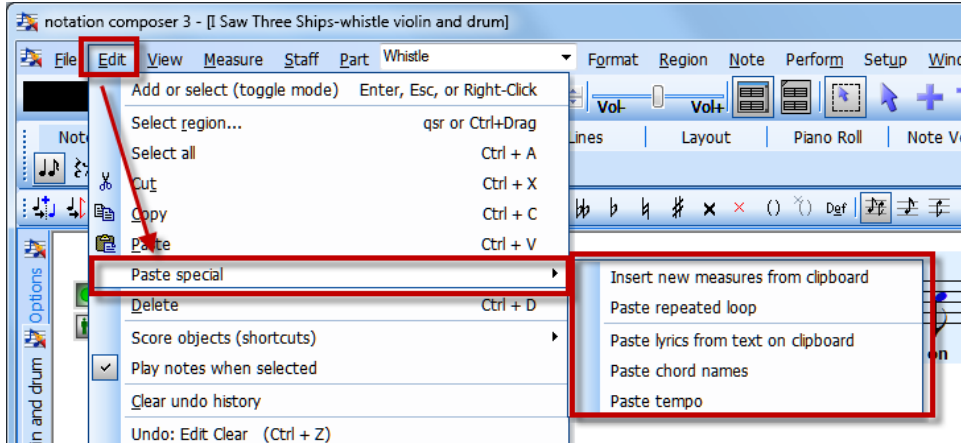 notation composer 3 - [I Saw Three Ships-whistle violin and drum]
File Edit View Measure Staff Part Whistle Format Region Note Perform Setup Wind
Add or select (toggle mode) Enter, Esc, or Right-Click
Vol- Vol+
Select region... qsr or Ctrl+Drag
Note Lines Layout Piano Roll Note V
Select all Ctrl + A
Cut Ctrl + X
Copy Ctrl + C
Def
Paste Ctrl + V
Paste special
Insert new measures from clipboard
Delete Ctrl + D
Paste repeated loop
Score objects (shortcuts)
Paste lyrics from text on clipboard
Play notes when selected
Paste chord names
Clear undo history
Paste tempo
Undo: Edit Clear (Ctrl + Z)
Options
n and drum
on